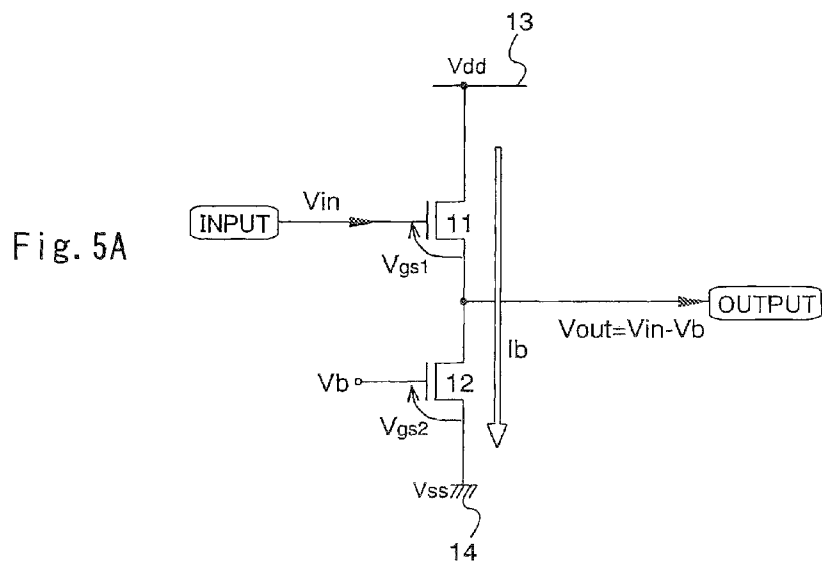 13
Vdd
Vin
INPUT
11
Fig. 5A
Vgs1
OUTPUT
Vout=Vin-Vb
Ib
Vb
12
Vgs2
Vss
14